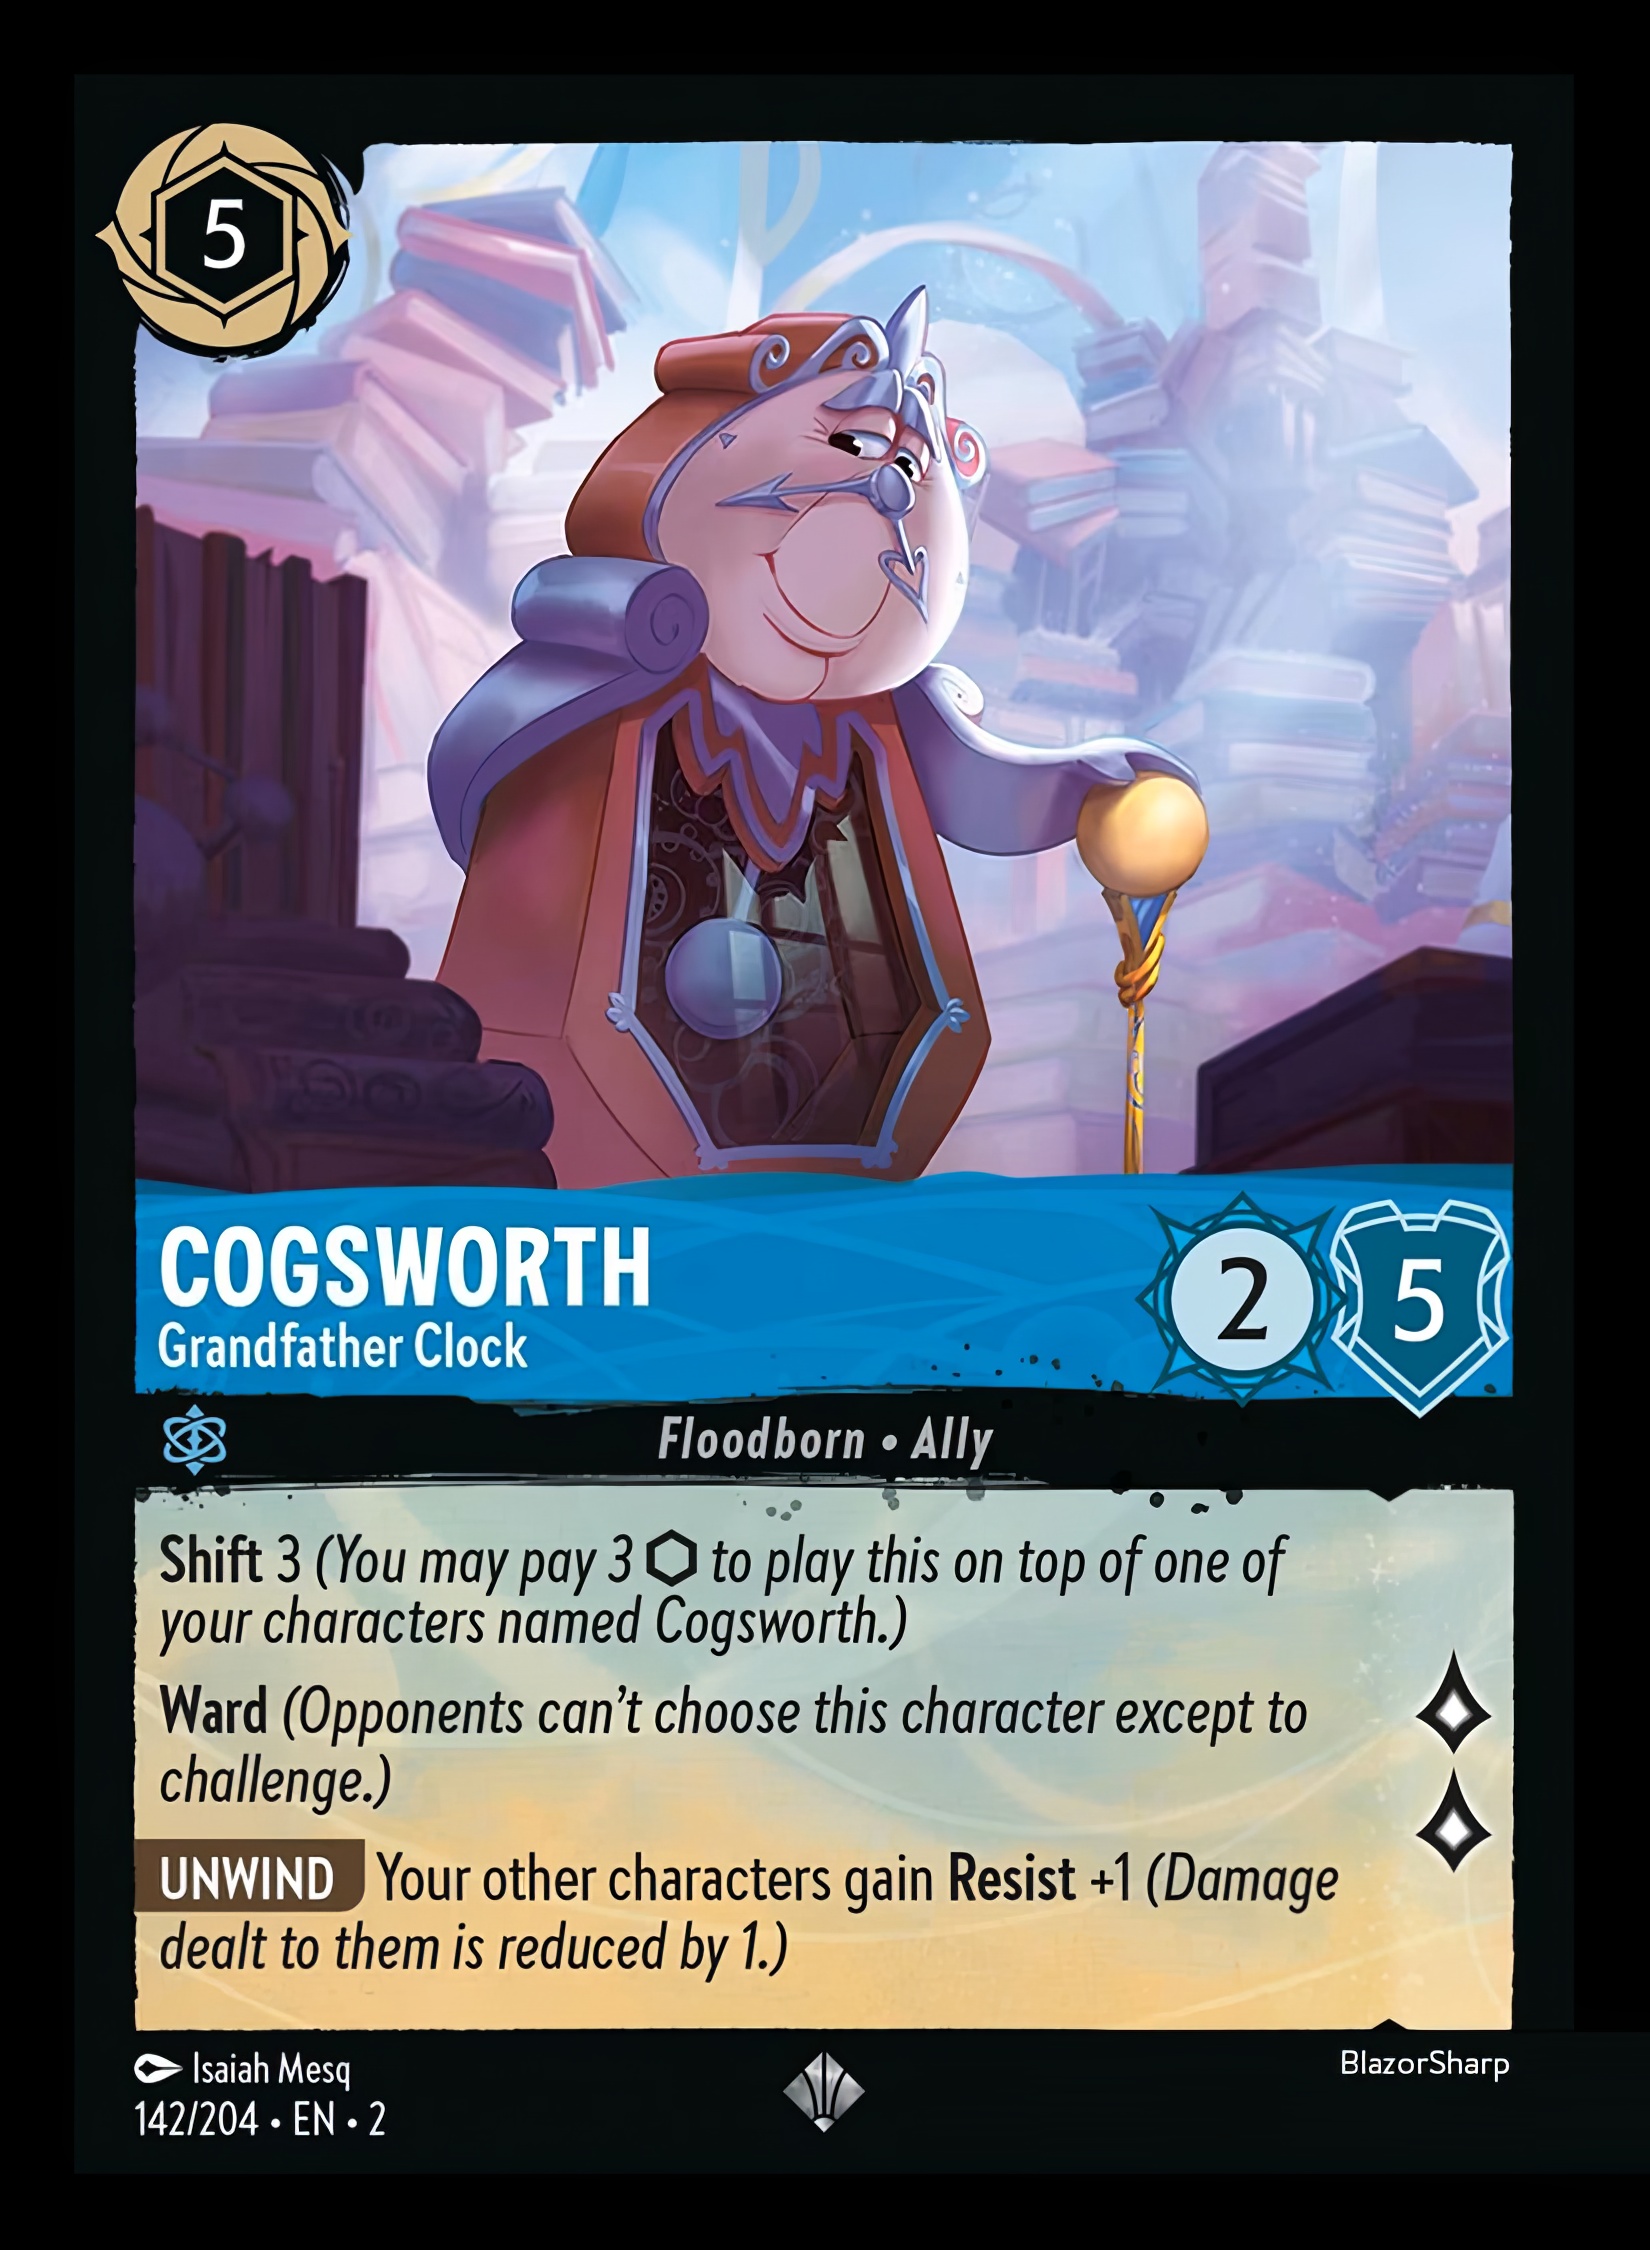 5
COGSWORTH
Grandfather Clock
2
5
Floodborn • Ally
Shift 3 (You may pay 3 ⬡ to play this on top of one of
your characters named Cogsworth.)
Ward (Opponents can't choose this character except to
challenge.)
UNWIND Your other characters gain Resist +1 (Damage
dealt to them is reduced by 1.)
Isaiah Mesq
142/204 • EN • 2
BlazorSharp